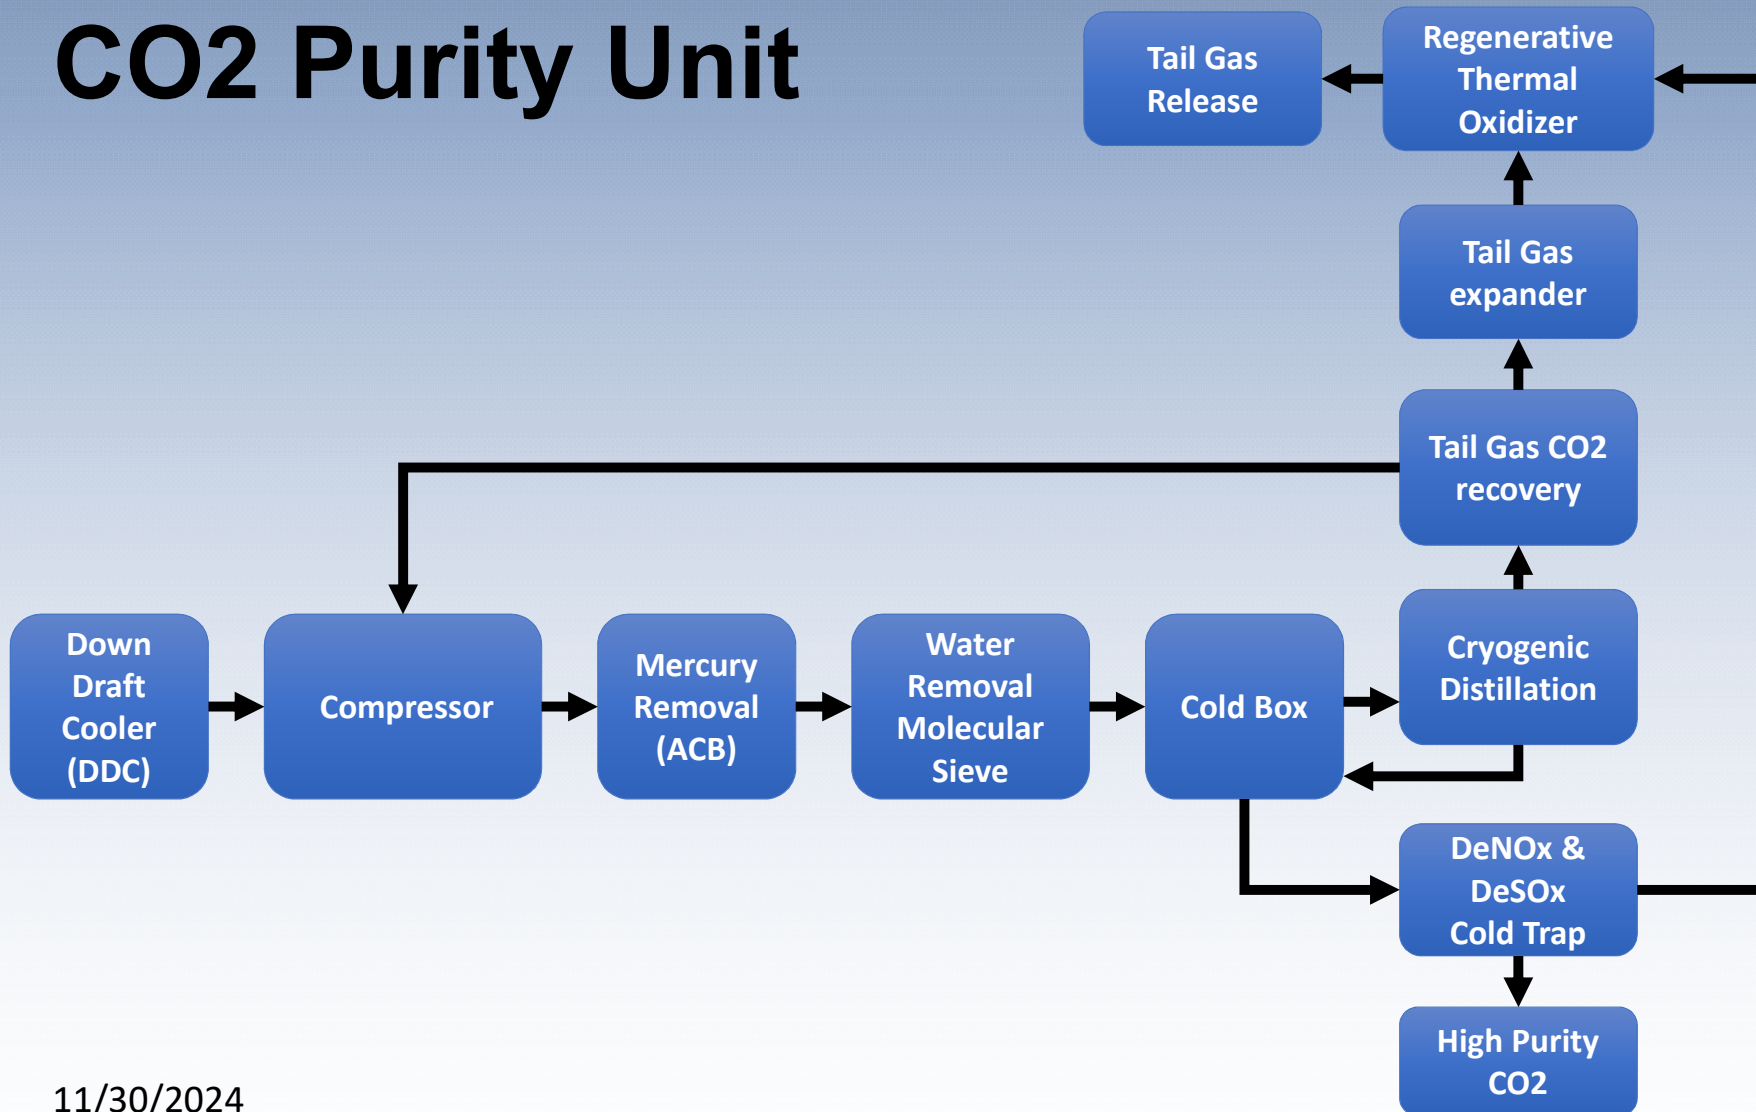 CO2 Purity Unit
Tail Gas
Release
Regenerative
Thermal
Oxidizer
Tail Gas
expander
Tail Gas CO2
recovery
Down
Draft
Cooler
(DDC)
Compressor
Mercury
Removal
(ACB)
Water
Removal
Molecular
Sieve
Cold Box
Cryogenic
Distillation
DeNOx &
DeSOx
Cold Trap
High Purity
CO2
11/30/2024